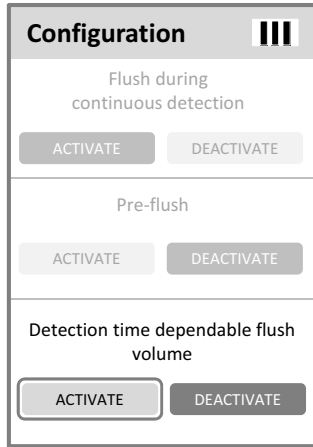 Configuration
Flush during
continuous detection
ACTIVATE DEACTIVATE
Pre-flush
ACTIVATE DEACTIVATE
Detection time dependable flush
volume
ACTIVATE DEACTIVATE